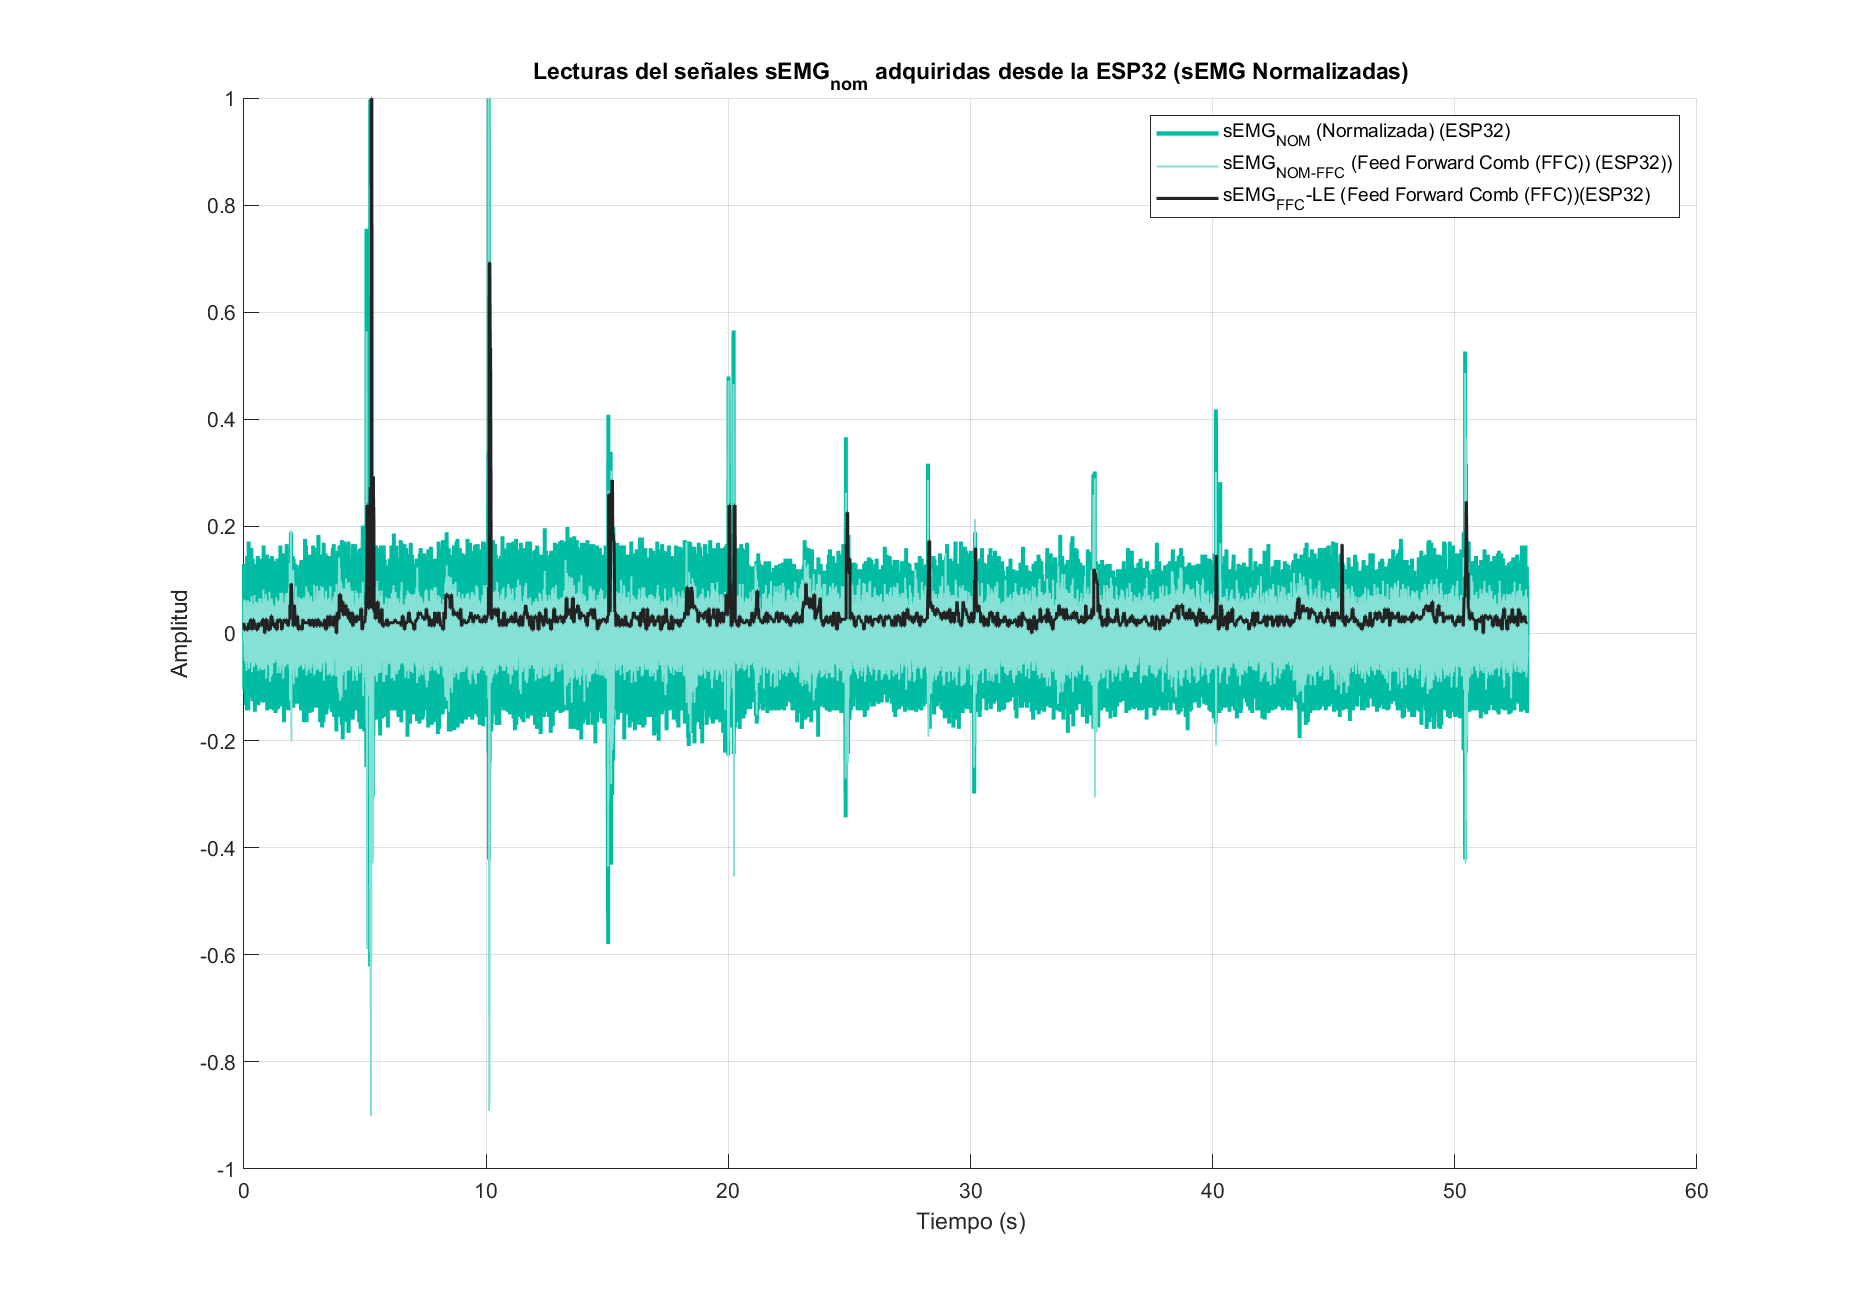 Lecturas del señales sEMGnom adquiridas desde la ESP32 (sEMG Normalizadas)
sEMGNOM (Normalizada) (ESP32)
sEMGNOM-FFC (Feed Forward Comb (FFC)) (ESP32))
sEMGFFC-LE (Feed Forward Comb (FFC))(ESP32)
Amplitud
1
0.8
0.6
0.4
0.2
0
-0.2
-0.4
-0.6
-0.8
-1
0 10 20 30 40 50 60
Tiempo (s)